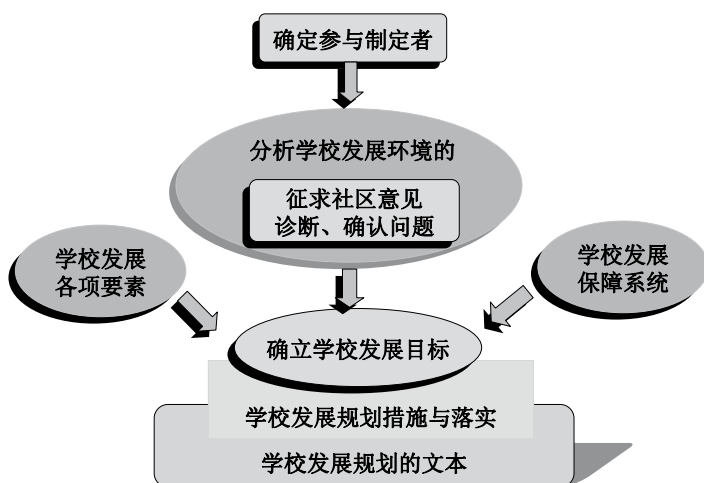 确定参与制定者
分析学校发展环境的
征求社区意见
诊断、确认问题
学校发展
各项要素
学校发展
保障系统
确立学校发展目标
学校发展规划措施与落实
学校发展规划的文本